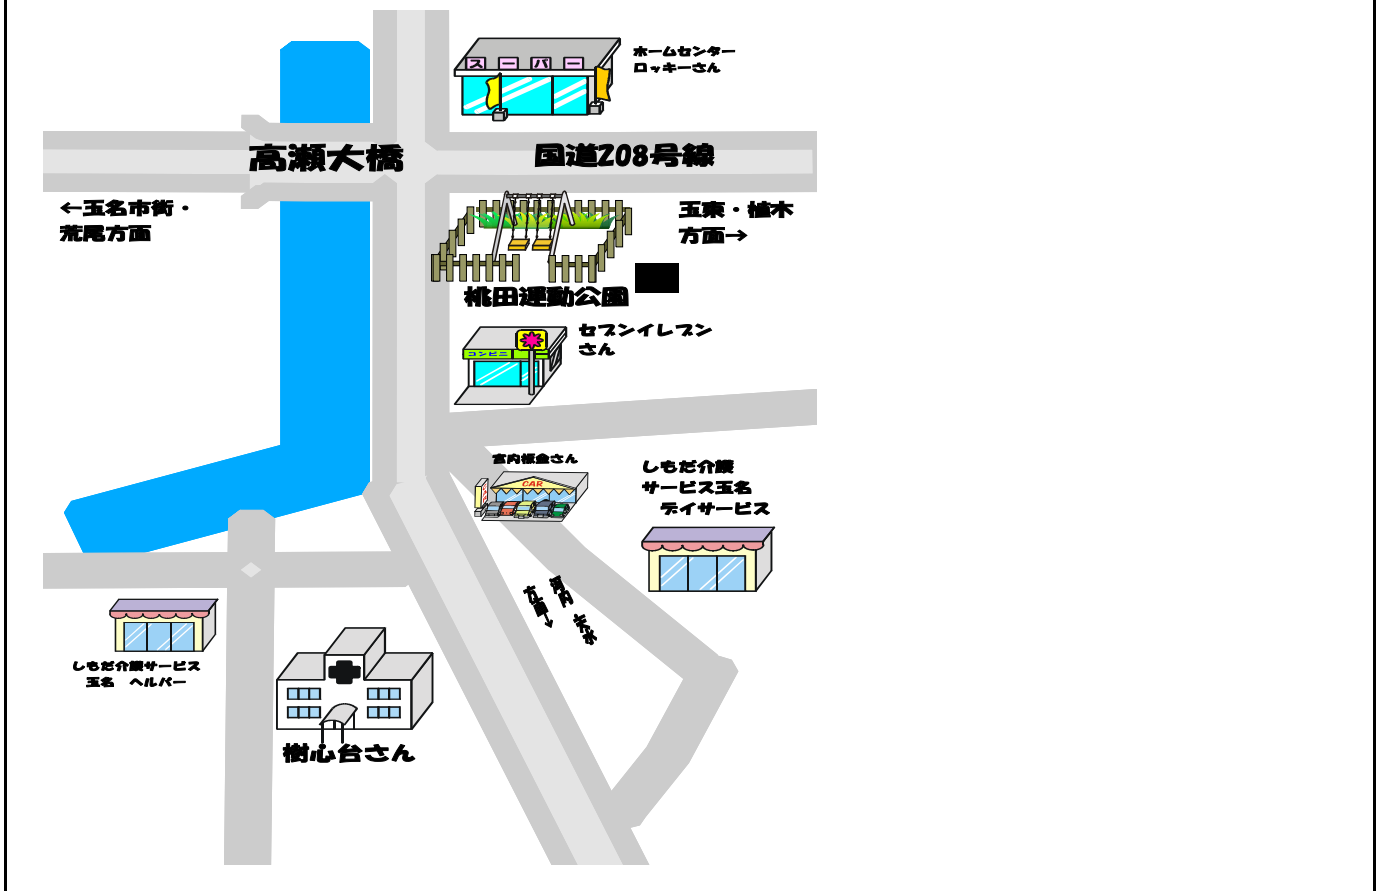 ホームセンター
ロッキーさん
スーパー
高瀬大橋
国道208号線
←玉名市街・
荒尾方面
玉東・植木
方面→
桃田運動公園
セブンイレブン
さん
コンビニ
宮内板金さん
CAR
しもだ介護
サービス玉名
デイサービス
河内 天水
方面→
しもだ介護サービス
玉名 ヘルパー
樹心台さん